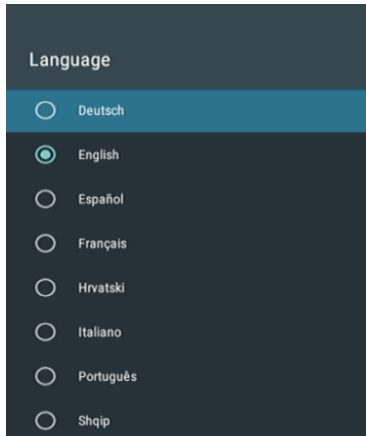 Language
Deutsch
English
Español
Français
Hrvatski
Italiano
Português
Shqip